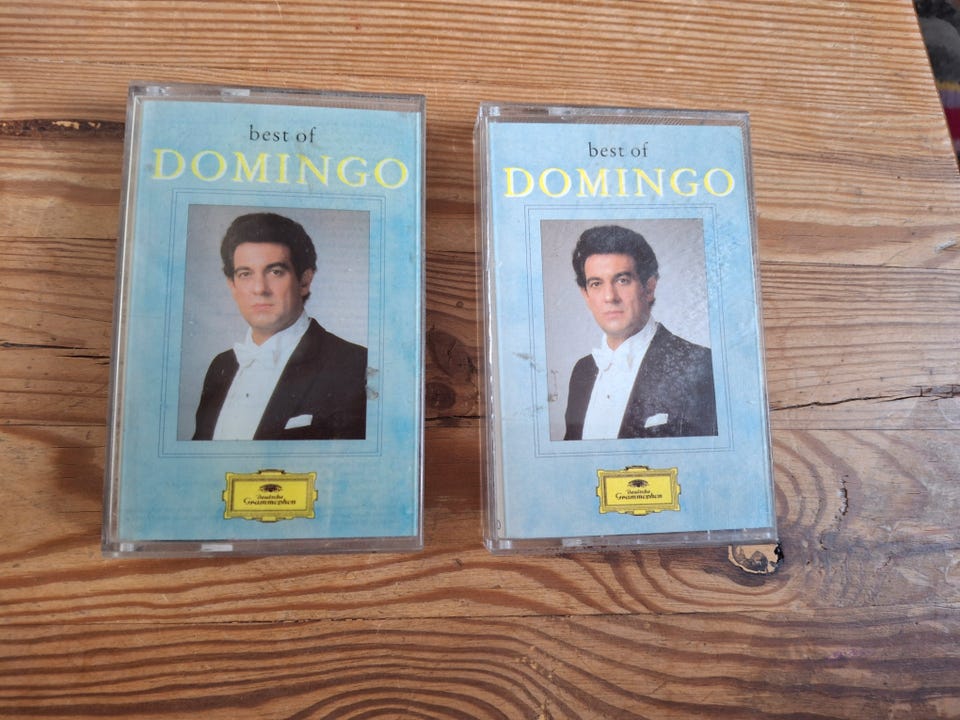 best of
DOMINGO
Deutsche
Grammophon
best of
DOMINGO
Deutsche
Grammophon